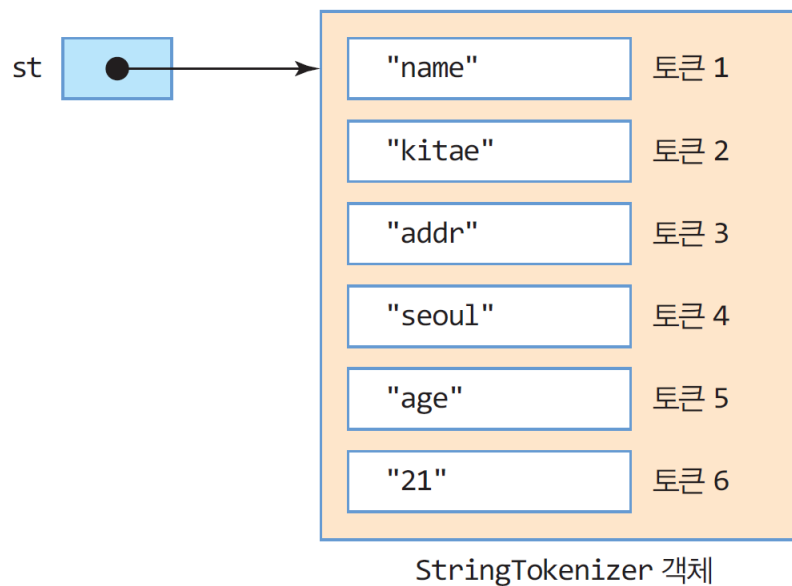 st
"name" 토큰 1
"kitae" 토큰 2
"addr" 토큰 3
"seoul" 토큰 4
"age" 토큰 5
"21" 토큰 6
StringTokenizer 객체